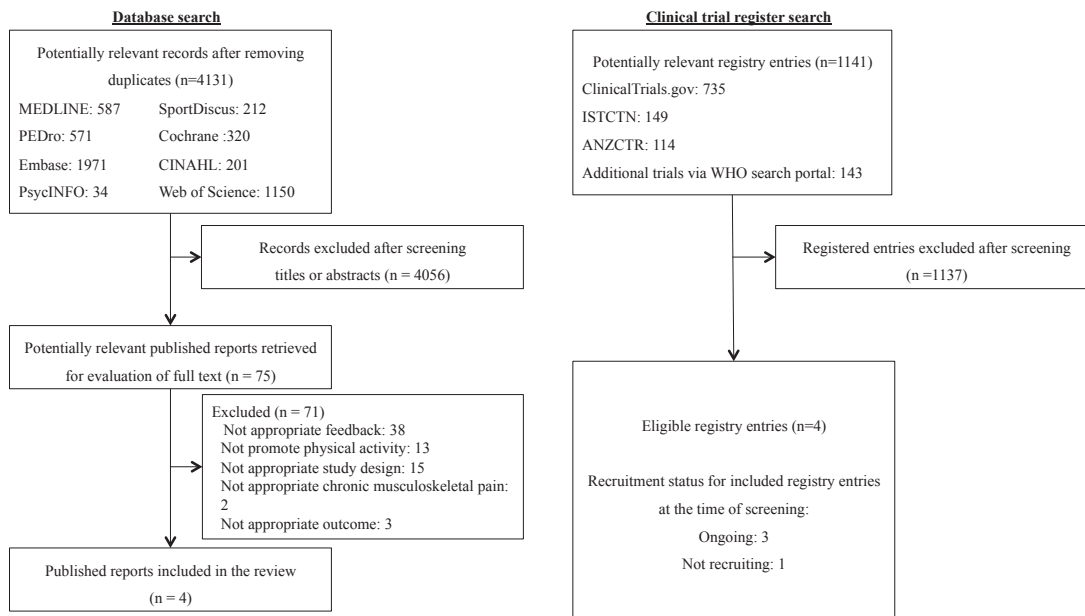 Database search
Potentially relevant records after removing
duplicates (n=4131)
MEDLINE: 587 SportDiscus: 212
PEDro: 571 Cochrane :320
Embase: 1971 CINAHL: 201
PsycINFO: 34 Web of Science: 1150
Records excluded after screening
titles or abstracts (n = 4056)
Potentially relevant published reports retrieved
for evaluation of full text (n = 75)
Excluded (n = 71)
Not appropriate feedback: 38
Not promote physical activity: 13
Not appropriate study design: 15
Not appropriate chronic musculoskeletal pain:
2
Not appropriate outcome: 3
Published reports included in the review
(n = 4)
Clinical trial register search
Potentially relevant registry entries (n=1141)
ClinicalTrials.gov: 735
ISTCTN: 149
ANZCTR: 114
Additional trials via WHO search portal: 143
Registered entries excluded after screening
(n =1137)
Eligible registry entries (n=4)
Recruitment status for included registry entries
at the time of screening:
Ongoing: 3
Not recruiting: 1